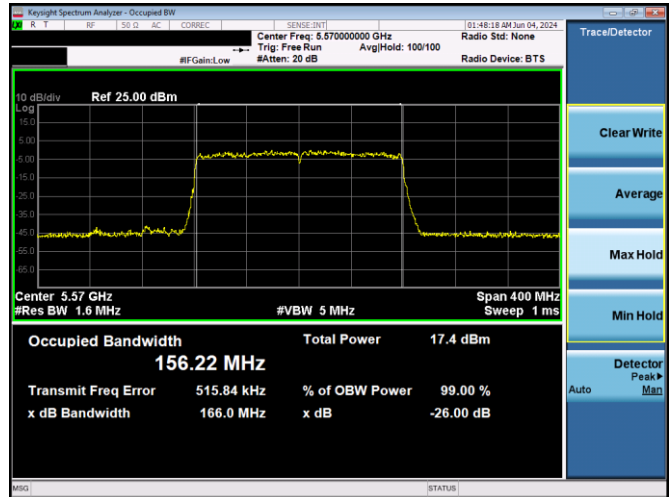 Keysight Spectrum Analyzer - Occupied BW
R T RF 50 Ω AC CORREC SENSE:INT 01:48:18 AM Jun 04, 2024
Center Freq: 5.570000000 GHz Radio Std: None
Trig: Free Run Avg|Hold: 100/100
#IFGain:Low #Atten: 20 dB Radio Device: BTS
Trace/Detector
10 dB/div Ref 25.00 dBm
Log
15.0
5.00
-5.00
-15.0
-25.0
-35.0
-45.0
-55.0
-65.0
Center 5.57 GHz Span 400 MHz
#Res BW 1.6 MHz #VBW 5 MHz Sweep 1 ms
Occupied Bandwidth Total Power 17.4 dBm
156.22 MHz
Transmit Freq Error 515.84 kHz % of OBW Power 99.00 %
x dB Bandwidth 166.0 MHz x dB -26.00 dB
Clear Write
Average
Max Hold
Min Hold
Detector
Peak▶
Auto Man
MSG STATUS